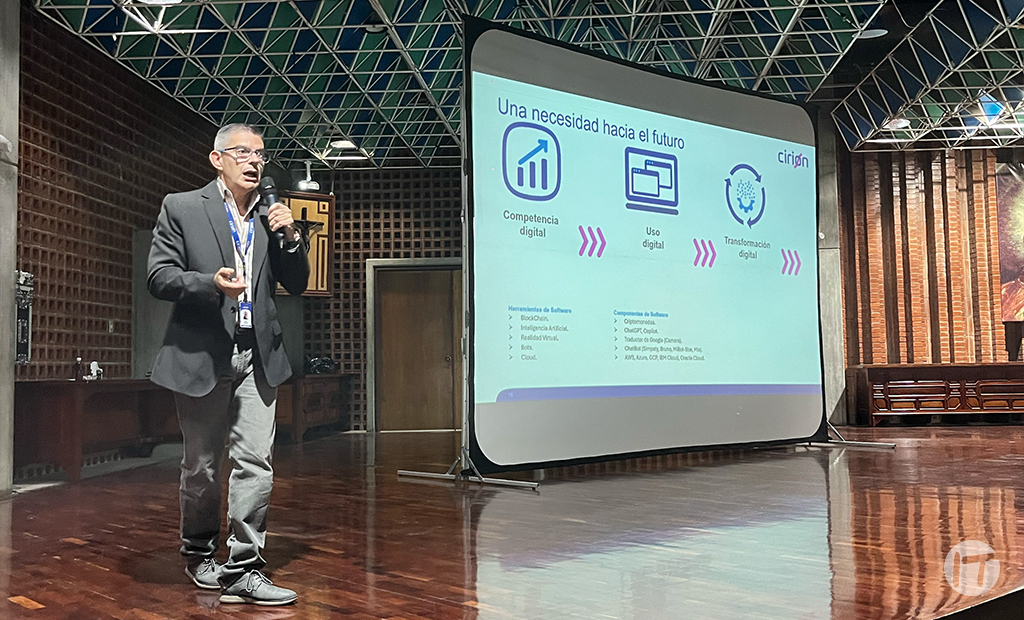 Una necesidad hacia el futuro
cirion
Competencia
digital
Uso
digital
Transformación
digital
Herramientas de Software
BlockChain.
Inteligencia Artificial.
Realidad Virtual.
Bots.
Cloud.
Componentes de Software
Criptomonedas.
ChatGPT, Copilot.
Traductor de Google (Camara).
AWS, Azure, GCP, IBM Cloud, Oracle Cloud.
IT